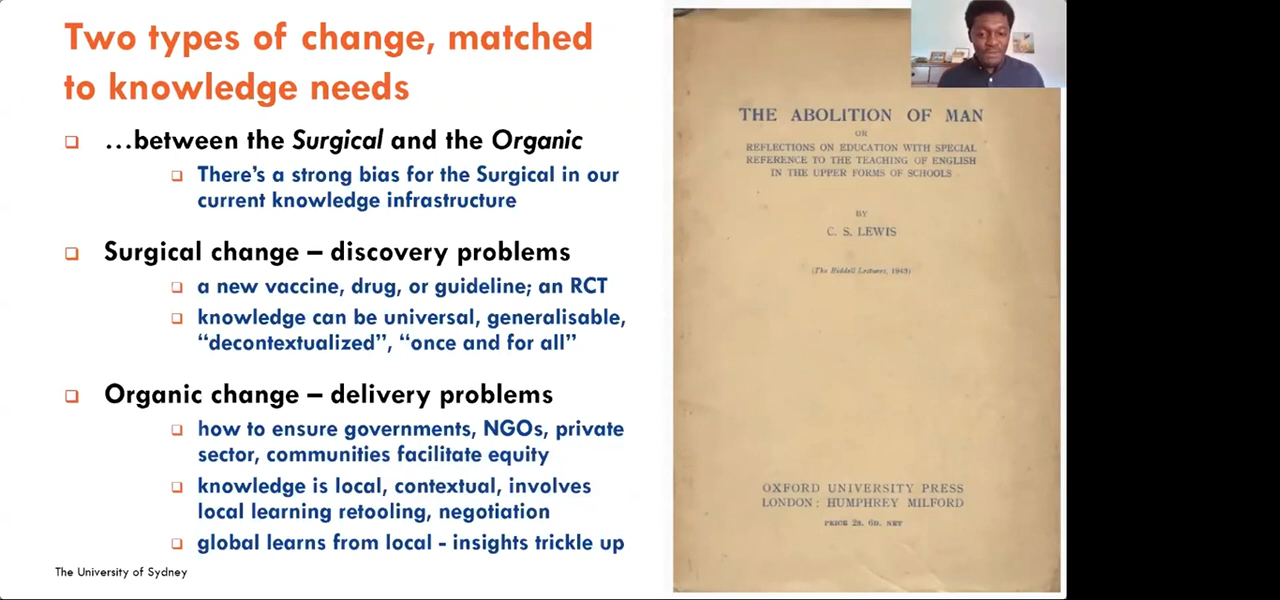 Two types of change, matched
to knowledge needs
…between the Surgical and the Organic
There's a strong bias for the Surgical in our
current knowledge infrastructure
Surgical change – discovery problems
a new vaccine, drug, or guideline; an RCT
knowledge can be universal, generalisable,
“decontextualized”, “once and for all”
Organic change – delivery problems
how to ensure governments, NGOs, private
sector, communities facilitate equity
knowledge is local, contextual, involves
local learning retooling, negotiation
global learns from local - insights trickle up
The University of Sydney
THE ABOLITION OF MAN
OR
REFLECTIONS ON EDUCATION WITH SPECIAL
REFERENCE TO THE TEACHING OF ENGLISH
IN THE UPPER FORMS OF SCHOOLS
BY
C. S. LEWIS
(The Riddell Lectures, 1943)
OXFORD UNIVERSITY PRESS
LONDON : HUMPHREY MILFORD
PRICE 2s. 6D. NET